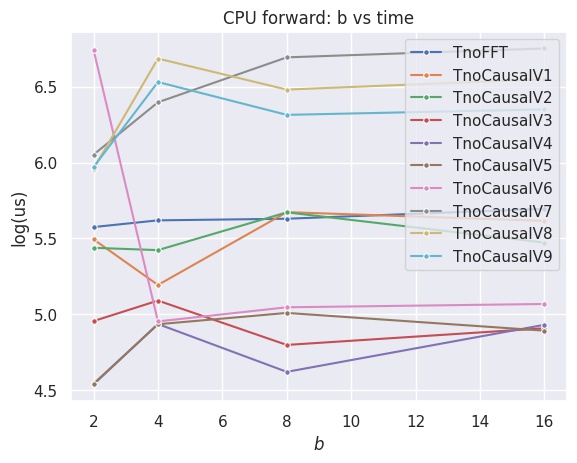 CPU forward: b vs time
log(us)
6.5
6.0
5.5
5.0
4.5
TnoFFT
TnoCausalV1
TnoCausalV2
TnoCausalV3
TnoCausalV4
TnoCausalV5
TnoCausalV6
TnoCausalV7
TnoCausalV8
TnoCausalV9
2 4 6 8 10 12 14 16
b